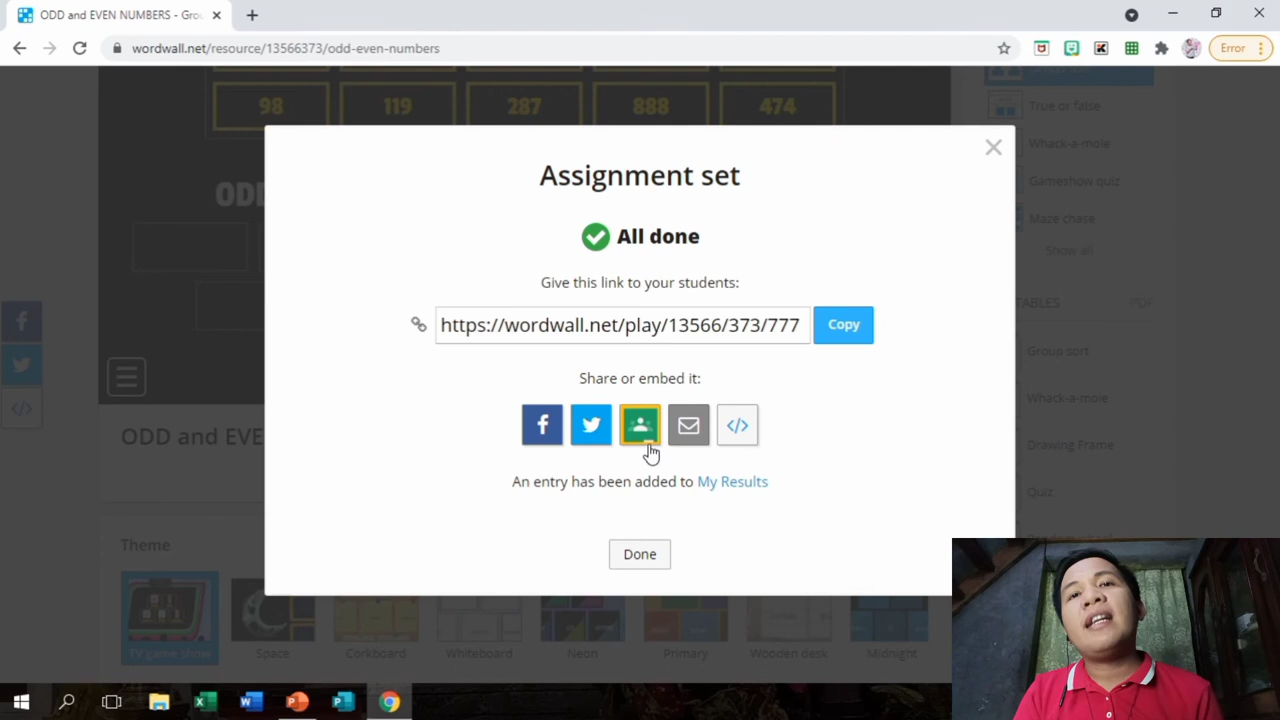 ODD and EVEN NUMBERS - Grou
wordwall.net/resource/13566373/odd-even-numbers
Error
98 119 287 888 474
True or false
Whack-a-mole
Gameshow quiz
Maze chase
Show all
Assignment set
All done
Give this link to your students:
https://wordwall.net/play/13566/373/777
Copy
Share or embed it:
An entry has been added to My Results
Done
ODD
ODD and EVE
TABLES
PDF
Group sort
Whack-a-mole
Drawing Frame
Quiz
Theme
TV game show
Space
Corkboard
Whiteboard
Neon
Primary
Wooden desk
Midnight